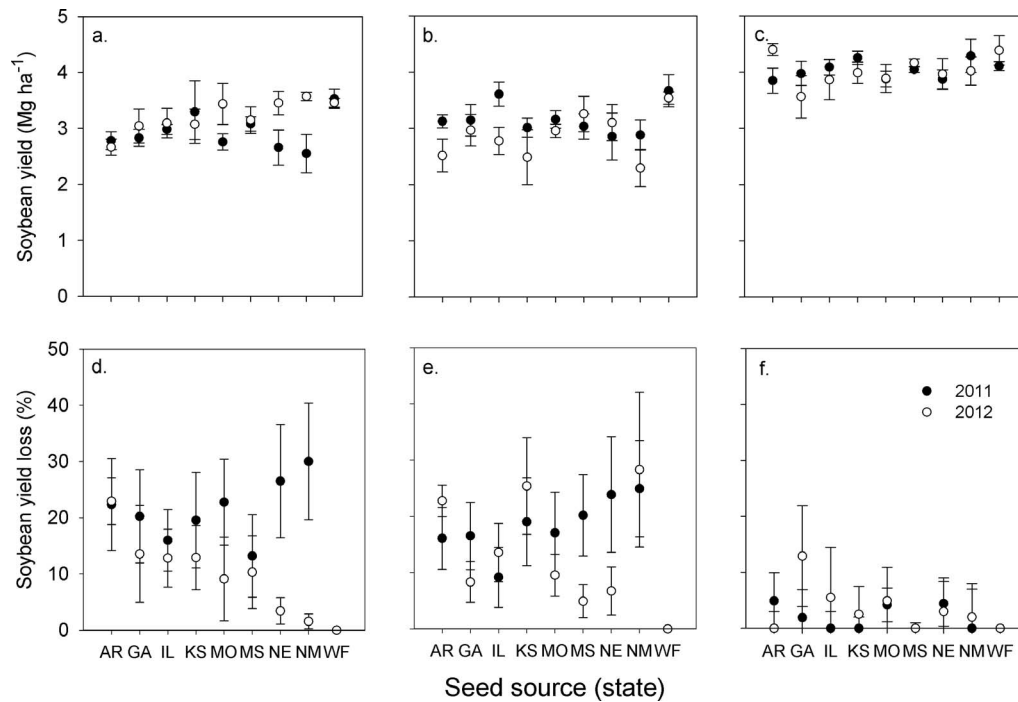 a.
b.
c.
Soybean yield (Mg ha⁻¹)
5
4
3
2
1
0
d.
e.
f.
2011
2012
Soybean yield loss (%)
50
40
30
20
10
0
AR GA IL KS MO MS NE NM WF
AR GA IL KS MO MS NE NM WF
AR GA IL KS MO MS NE NM WF
Seed source (state)